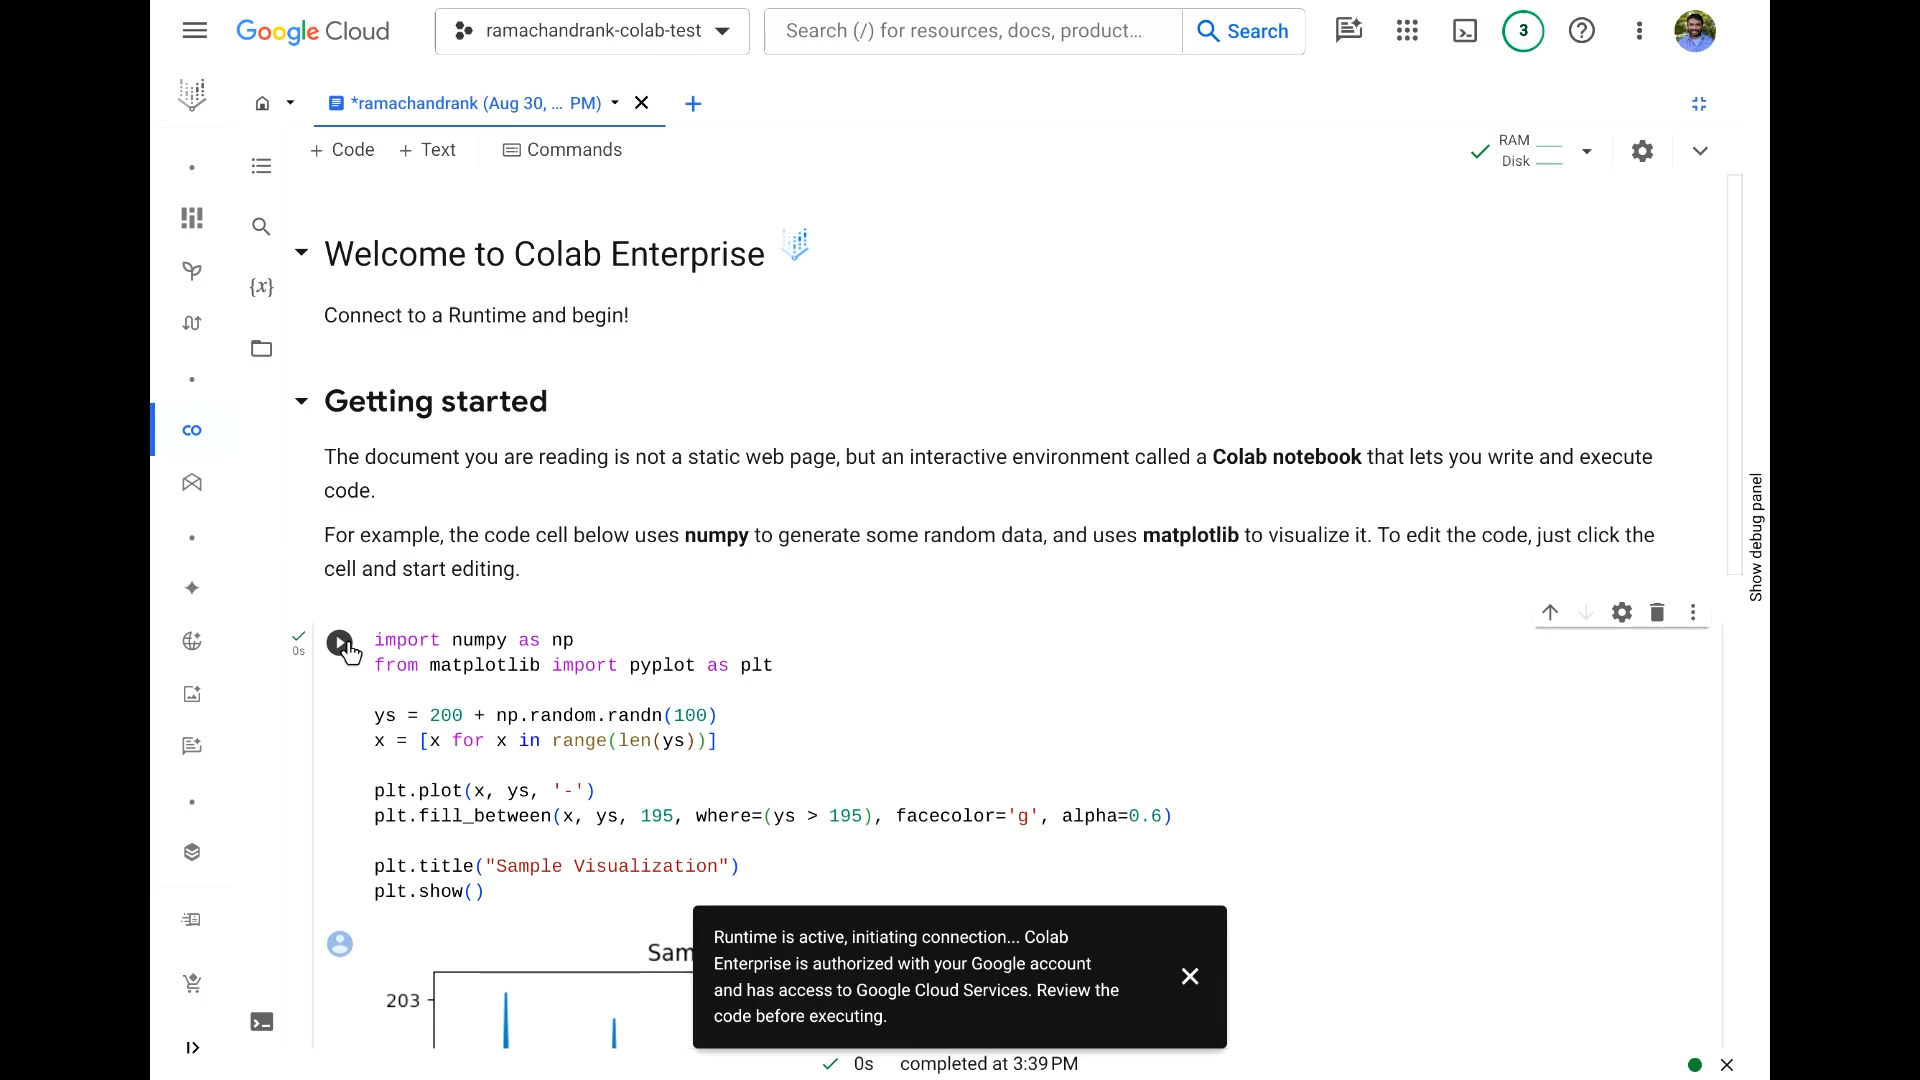 Google Cloud
ramachandrank-colab-test
Search (/) for resources, docs, product...
Search
3
*ramachandrank (Aug 30, ... PM)
+ Code + Text Commands
RAM
Disk
Welcome to Colab Enterprise
{x}
Connect to a Runtime and begin!
Getting started
The document you are reading is not a static web page, but an interactive environment called a Colab notebook that lets you write and execute
code.
For example, the code cell below uses numpy to generate some random data, and uses matplotlib to visualize it. To edit the code, just click the
cell and start editing.
Show debug panel
0s
import numpy as np
from matplotlib import pyplot as plt
ys = 200 + np.random.randn(100)
x = [x for x in range(len(ys))]
plt.plot(x, ys, '-')
plt.fill_between(x, ys, 195, where=(ys > 195), facecolor='g', alpha=0.6)
plt.title("Sample Visualization")
plt.show()
Sam
203
Runtime is active, initiating connection... Colab
Enterprise is authorized with your Google account
and has access to Google Cloud Services. Review the
code before executing.
0s completed at 3:39 PM